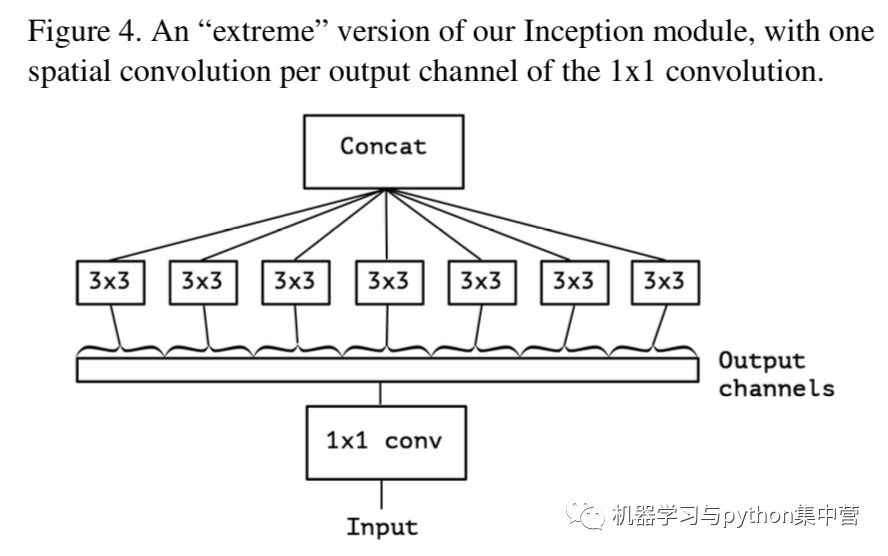 Figure 4. An “extreme” version of our Inception module, with one
spatial convolution per output channel of the 1x1 convolution.
Concat
3x3 3x3 3x3 3x3 3x3 3x3 3x3
Output
channels
1x1 conv
Input
机器学习与python集中营